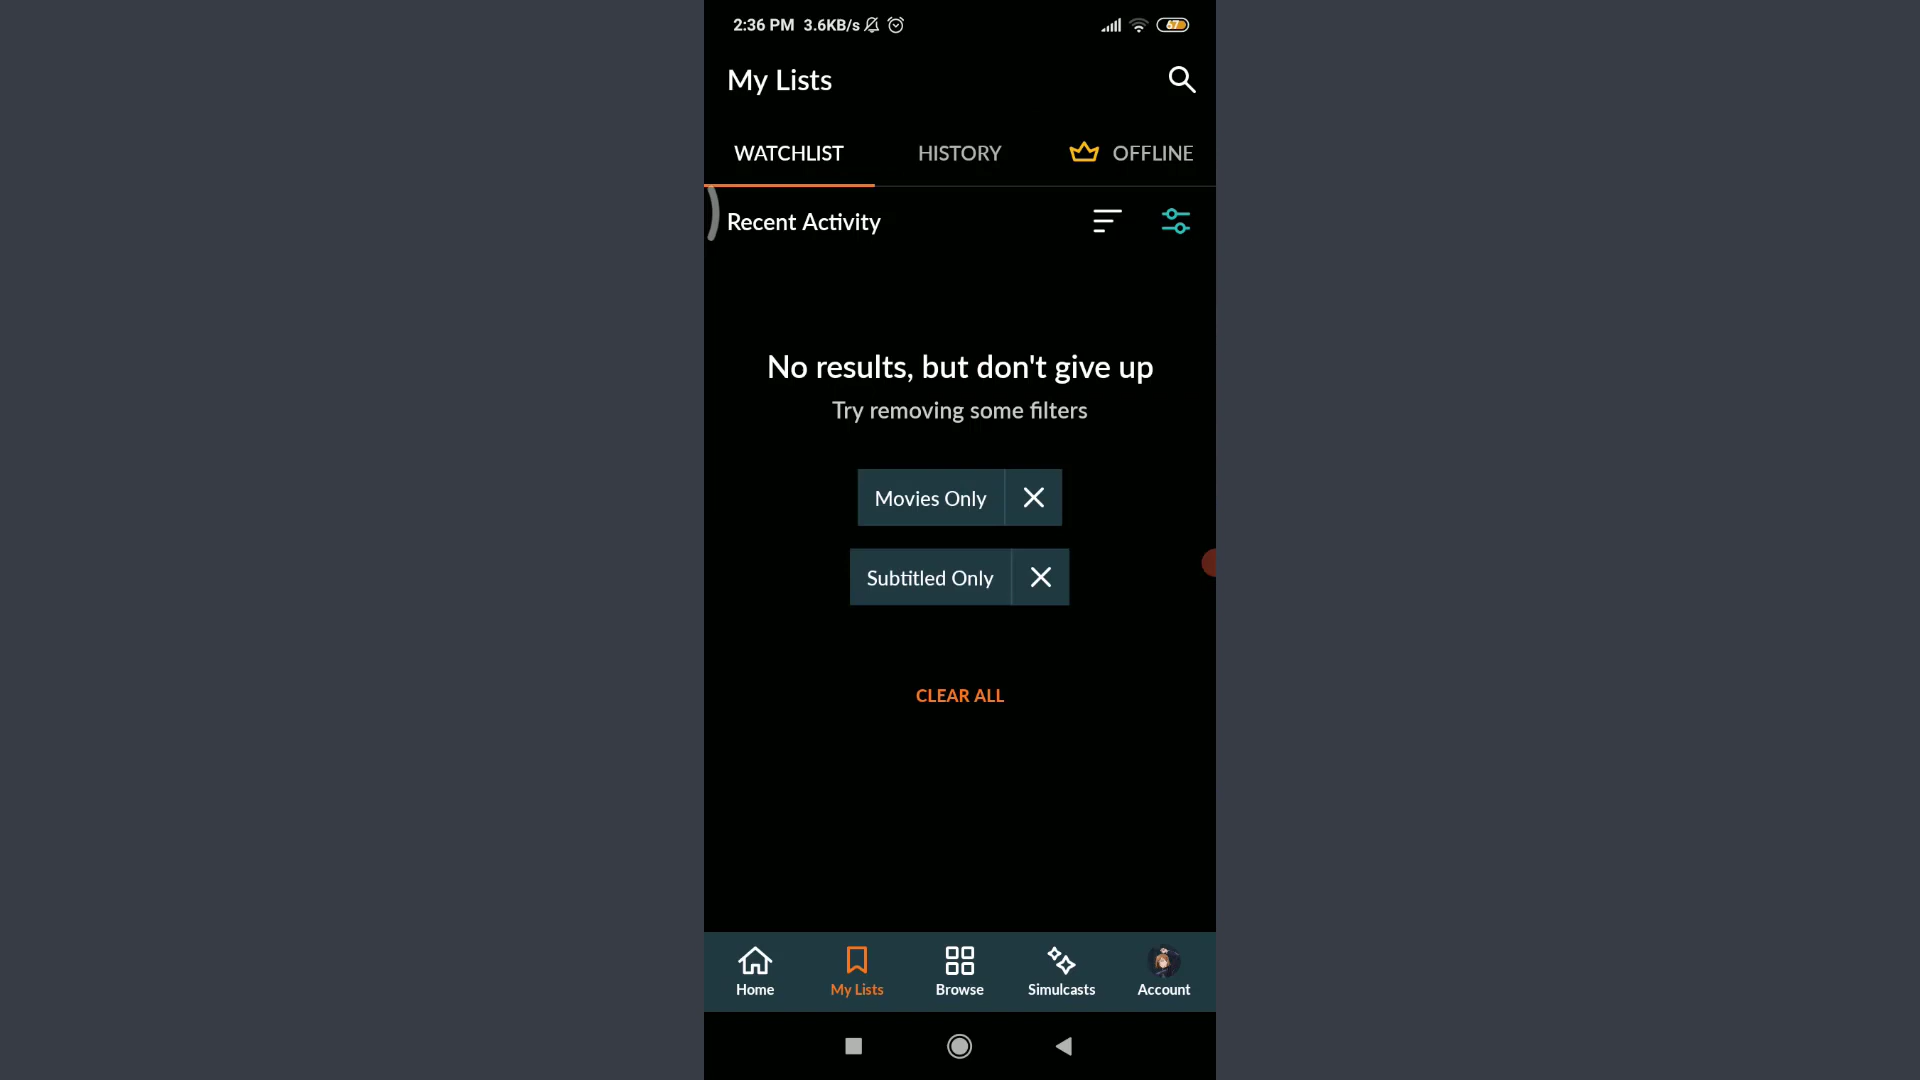 2:36 PM 3.6KB/s 67
My Lists
WATCHLIST HISTORY OFFLINE
Recent Activity
No results, but don't give up
Try removing some filters
Movies Only
Subtitled Only
CLEAR ALL
Home My Lists Browse Simulcasts Account